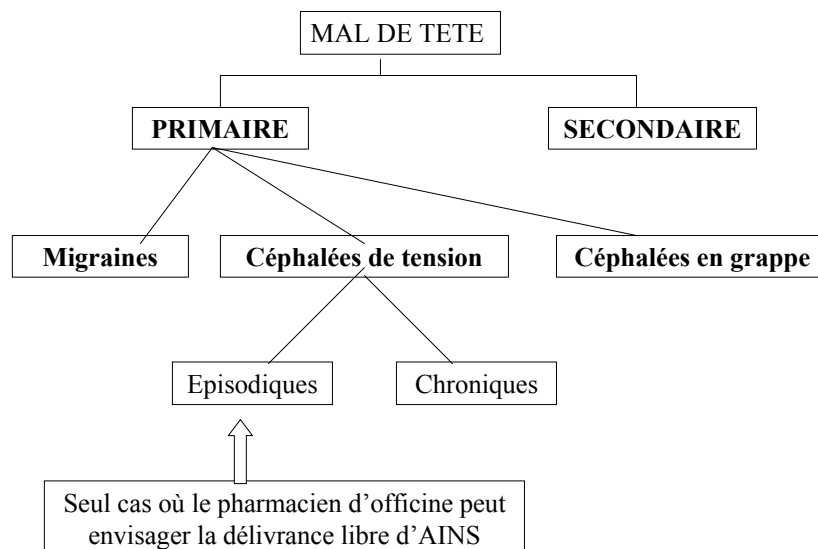 MAL DE TETE
PRIMAIRE
SECONDAIRE
Migraines
Céphalées de tension
Céphalées en grappe
Episodiques
Chroniques
Seul cas où le pharmacien d’officine peut
envisager la délivrance libre d’AINS